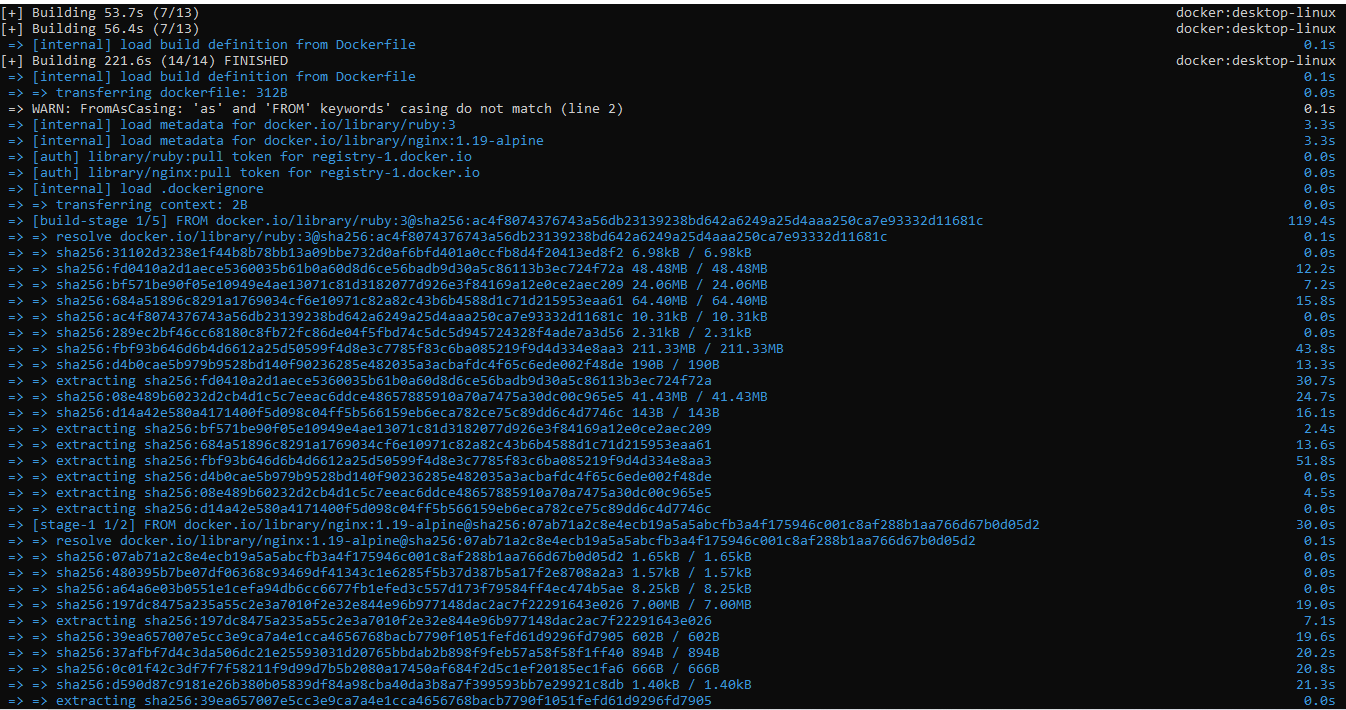 [+] Building 53.7s (7/13) docker:desktop-linux
[+] Building 56.4s (7/13) docker:desktop-linux
=> [internal] load build definition from Dockerfile 0.1s
[+] Building 221.6s (14/14) FINISHED docker:desktop-linux
=> [internal] load build definition from Dockerfile 0.1s
=> => transferring dockerfile: 312B 0.0s
=> WARN: FromAsCasing: 'as' and 'FROM' keywords' casing do not match (line 2) 0.1s
=> [internal] load metadata for docker.io/library/ruby:3 3.3s
=> [internal] load metadata for docker.io/library/nginx:1.19-alpine 3.3s
=> [auth] library/ruby:pull token for registry-1.docker.io 0.0s
=> [auth] library/nginx:pull token for registry-1.docker.io 0.0s
=> [internal] load .dockerignore 0.0s
=> => transferring context: 2B 0.0s
=> [build-stage 1/5] FROM docker.io/library/ruby:3@sha256:ac4f8074376743a56db23139238bd642a6249a25d4aaa250ca7e93332d11681c 119.4s
=> => resolve docker.io/library/ruby:3@sha256:ac4f8074376743a56db23139238bd642a6249a25d4aaa250ca7e93332d11681c 0.1s
=> => sha256:31102d3238e1f44b8b78bb13a09bbe732d0af6bfd401a0ccfb8d4f20413ed8f2 6.98kB / 6.98kB 0.0s
=> => sha256:fd0410a2d1aece5360035b61b0a60d8d6ce56badb9d30a5c86113b3ec724f72a 48.48MB / 48.48MB 12.2s
=> => sha256:bf571be90f05e10949e4ae13071c81d3182077d926e3f84169a12e0ce2aec209 24.06MB / 24.06MB 7.2s
=> => sha256:684a51896c8291a1769034cf6e10971c82a82c43b6b4588d1c71d215953eaa61 64.40MB / 64.40MB 15.8s
=> => sha256:ac4f8074376743a56db23139238bd642a6249a25d4aaa250ca7e93332d11681c 10.31kB / 10.31kB 0.0s
=> => sha256:289ec2bf46cc68180c8fb72fc86de04f5fbd74c5dc5d945724328f4ade7a3d56 2.31kB / 2.31kB 0.0s
=> => sha256:fbf93b646d6b4d6612a25d50599f4d8e3c7785f83c6ba085219f9d4d334e8aa3 211.33MB / 211.33MB 43.8s
=> => sha256:d4b0cae5b979b9528bd140f90236285e482035a3acbafdc4f65c6ede002f48de 190B / 190B 13.3s
=> => extracting sha256:fd0410a2d1aece5360035b61b0a60d8d6ce56badb9d30a5c86113b3ec724f72a 30.7s
=> => sha256:08e489b60232d2cb4d1c5c7eeac6ddce48657885910a70a7475a30dc00c965e5 41.43MB / 41.43MB 24.7s
=> => sha256:d14a42e580a4171400f5d098c04ff5b566159eb6eca782ce75c89dd6c4d7746c 143B / 143B 16.1s
=> => extracting sha256:bf571be90f05e10949e4ae13071c81d3182077d926e3f84169a12e0ce2aec209 2.4s
=> => extracting sha256:684a51896c8291a1769034cf6e10971c82a82c43b6b4588d1c71d215953eaa61 13.6s
=> => extracting sha256:fbf93b646d6b4d6612a25d50599f4d8e3c7785f83c6ba085219f9d4d334e8aa3 51.8s
=> => extracting sha256:d4b0cae5b979b9528bd140f90236285e482035a3acbafdc4f65c6ede002f48de 0.0s
=> => extracting sha256:08e489b60232d2cb4d1c5c7eeac6ddce48657885910a70a7475a30dc00c965e5 4.5s
=> => extracting sha256:d14a42e580a4171400f5d098c04ff5b566159eb6eca782ce75c89dd6c4d7746c 0.0s
=> [stage-1 1/2] FROM docker.io/library/nginx:1.19-alpine@sha256:07ab71a2c8e4ecb19a5a5abcfb3a4f175946c001c8af288b1aa766d67b0d05d2 30.0s
=> => resolve docker.io/library/nginx:1.19-alpine@sha256:07ab71a2c8e4ecb19a5a5abcfb3a4f175946c001c8af288b1aa766d67b0d05d2 0.1s
=> => sha256:07ab71a2c8e4ecb19a5a5abcfb3a4f175946c001c8af288b1aa766d67b0d05d2 1.65kB / 1.65kB 0.0s
=> => sha256:480395b7be07df06368c93469df41343c1e6285f5b37d387b5a17f2e8708a2a3 1.57kB / 1.57kB 0.0s
=> => sha256:a64a6e03b0551e1cefa94db6cc6677fb1efed3c557d173f79584ff4ec474b5ae 8.25kB / 8.25kB 0.0s
=> => sha256:197dc8475a235a55c2e3a7010f2e32e844e96b977148dac2ac7f22291643e026 7.00MB / 7.00MB 19.0s
=> => extracting sha256:197dc8475a235a55c2e3a7010f2e32e844e96b977148dac2ac7f22291643e026 7.1s
=> => sha256:39ea657007e5cc3e9ca7a4e1cca4656768bacb7790f1051fefd61d9296fd7905 602B / 602B 19.6s
=> => sha256:37afbf7d4c3da506dc21e25593031d20765bbdab2b898f9feb57a58f58f1ff40 894B / 894B 20.2s
=> => sha256:0c01f42c3df7f7f58211f9d99d7b5b2080a17450af684f2d5c1ef20185ec1fa6 666B / 666B 20.8s
=> => sha256:d590d87c9181e26b380b05839df84a98cba40da3b8a7f399593bb7e29921c8db 1.40kB / 1.40kB 21.3s
=> => extracting sha256:39ea657007e5cc3e9ca7a4e1cca4656768bacb7790f1051fefd61d9296fd7905 0.0s